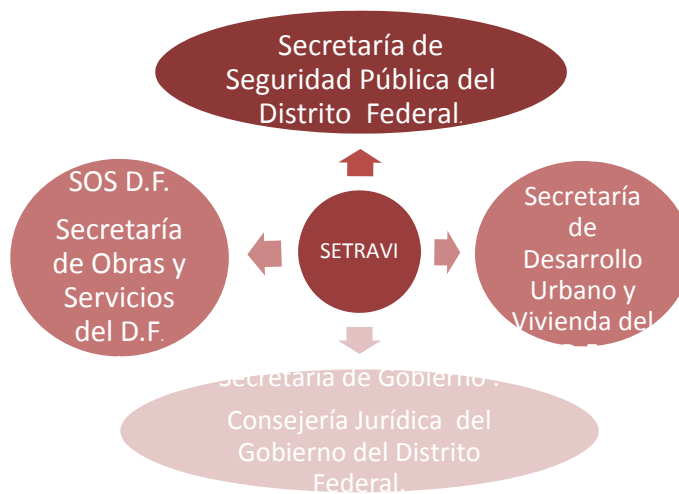 Secretaría de
Seguridad Pública del
Distrito Federal.
SOS D.F.
Secretaría
de Obras y
Servicios
del D.F.
SETRAVI
Secretaría
de
Desarrollo
Urbano y
Vivienda del
Secretaría de Gobierno .
Consejería Jurídica del
Gobierno del Distrito
Federal.